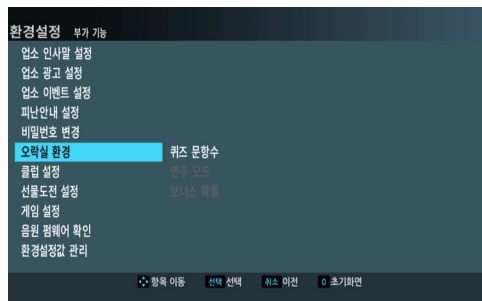 환경설정 부가 기능
업소 인사말 설정
업소 광고 설정
업소 이벤트 설정
피난안내 설정
비밀번호 변경
오락실 환경 퀴즈 문항수
클럽 설정 연주 모드
선물도전 설정 보너스 확률
게임 설정
음원 펌웨어 확인
환경설정값 관리
항목 이동 선택 선택 취소 이전 0 초기화면